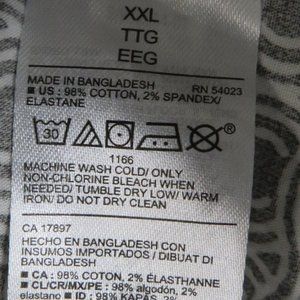 XXL
TTG
EEG
MADE IN BANGLADESH RN 54023
■ US : 98% COTTON, 2% SPANDEX/
ELASTANE
30 ®
1166
MACHINE WASH COLD/ ONLY
NON-CHLORINE BLEACH WHEN
NEEDED/ TUMBLE DRY LOW/ WARM
IRON/ DO NOT DRY CLEAN
CA 17897
HECHO EN BANGLADESH CON
INSUMOS IMPORTADOS / DIBUAT DI
BANGLADESH
■ CA : 98% COTON, 2% ÉLASTHANNE
■ CL/CR/MX/PE: 98% algodón, 2%
elastano ■ ID : 98% KAPAS, 2%